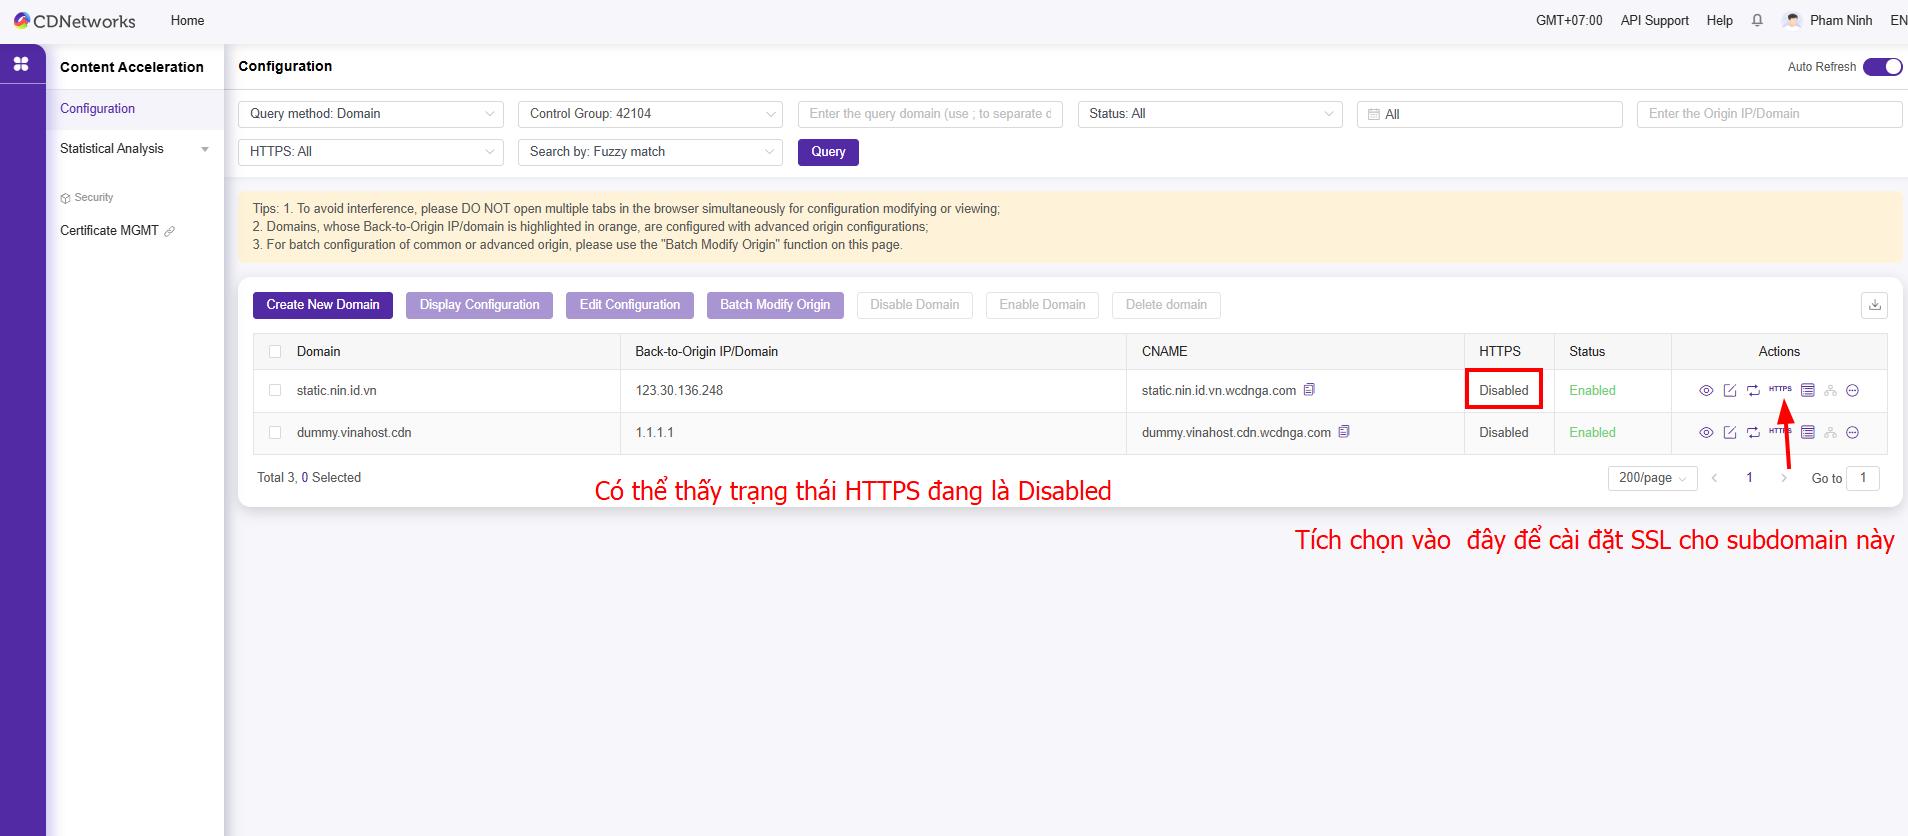 CDNetworks
Home
GMT+07:00
API Support
Help
Pham Ninh
EN
Content Acceleration
Configuration
Statistical Analysis
Security
Certificate MGMT
Configuration
Auto Refresh
Query method: Domain
Control Group: 42104
Enter the query domain (use ; to separate d
Status: All
All
Enter the Origin IP/Domain
HTTPS: All
Search by: Fuzzy match
Query
Tips: 1. To avoid interference, please DO NOT open multiple tabs in the browser simultaneously for configuration modifying or viewing;
2. Domains, whose Back-to-Origin IP/domain is highlighted in orange, are configured with advanced origin configurations;
3. For batch configuration of common or advanced origin, please use the "Batch Modify Origin" function on this page.
Create New Domain
Display Configuration
Edit Configuration
Batch Modify Origin
Disable Domain
Enable Domain
Delete domain
Domain Back-to-Origin IP/Domain CNAME HTTPS Status Actions
static.nin.id.vn 123.30.136.248 static.nin.id.vn.wcdnga.com Disabled Enabled HTTPS
dummy.vinahost.cdn 1.1.1.1 dummy.vinahost.cdn.wcdnga.com Disabled Enabled HTTPS
Total 3, 0 Selected
200/page
1
Go to 1
Có thể thấy trạng thái HTTPS đang là Disabled
Tích chọn vào đây để cài đặt SSL cho subdomain này